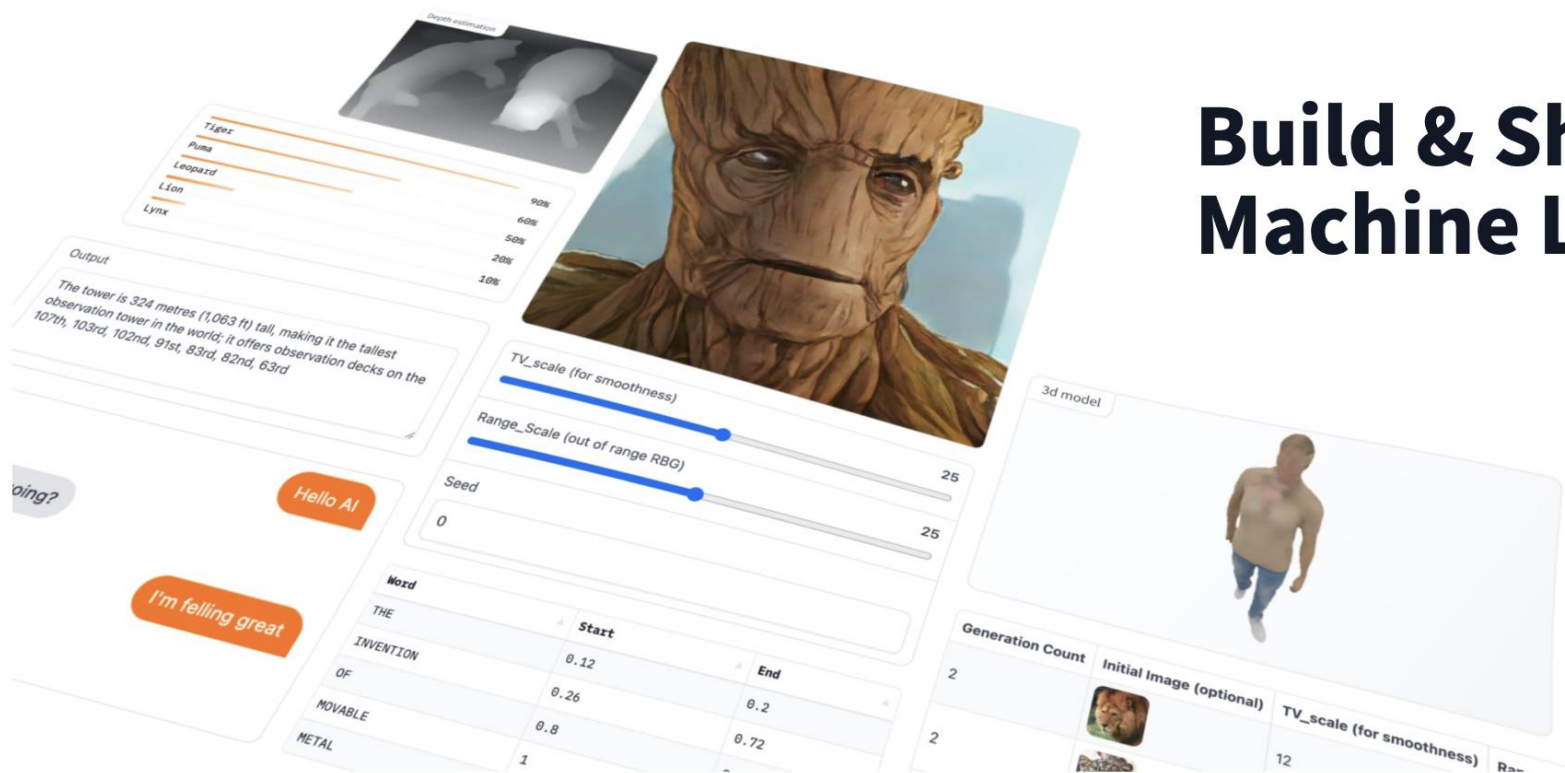 Depth estimation
Tiger
Puma
Leopard
Lion
Lynx
90%
60%
50%
20%
10%
Output
The tower is 324 metres (1,063 ft) tall, making it the tallest
observation tower in the world; it offers observation decks on the
107th, 103rd, 102nd, 91st, 83rd, 82nd, 63rd
oing?
Hello AI
I'm felling great
TV_scale (for smoothness)
25
Range_Scale (out of range RBG)
25
Seed
0
Word Start End
THE 0.12 0.2
INVENTION 0.26 0.72
OF 0.8
MOVABLE 1
METAL
Build & Sh
Machine L
3d model
Generation Count Initial Image (optional) TV_scale (for smoothness) Ran
2 12
2